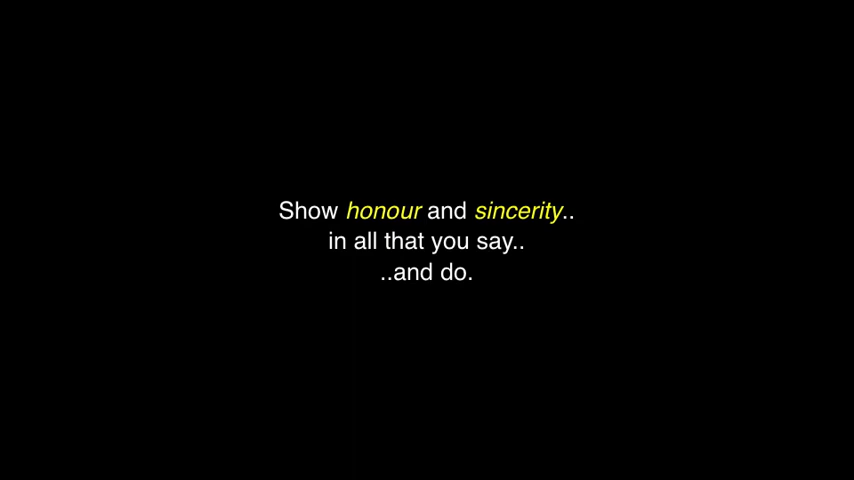 Show honour and sincerity..
in all that you say..
..and do.